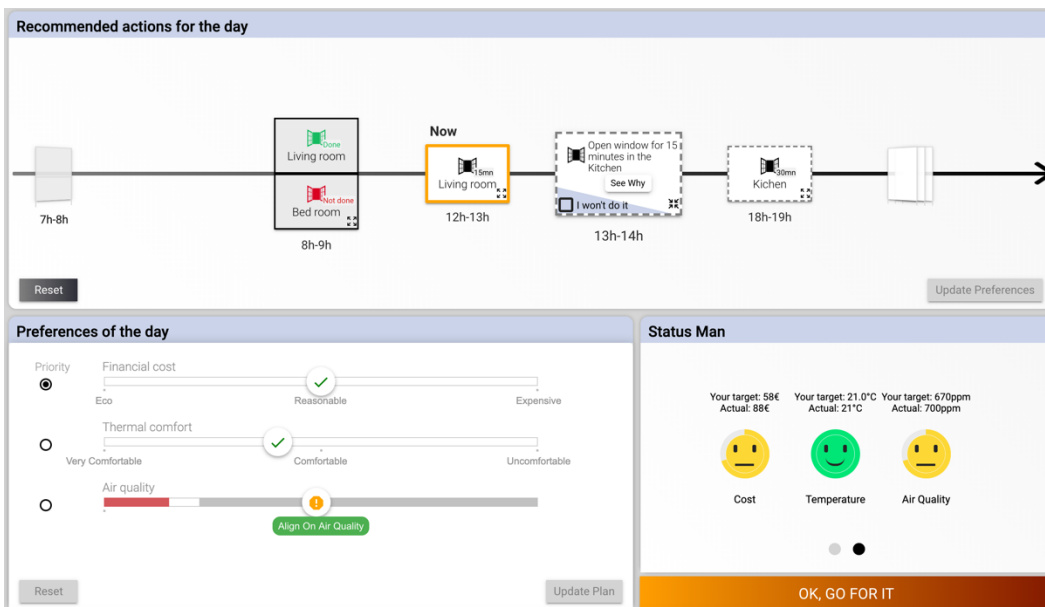 Recommended actions for the day
Now
Done
Living room
Not done
Bed room
15mn
Living room
Open window for 15
minutes in the
Kitchen
See Why
I won't do it
30mn
Kichen
7h-8h
8h-9h
12h-13h
13h-14h
18h-19h
Reset
Update Preferences
Preferences of the day
Priority
Financial cost
Eco
Reasonable
Expensive
Thermal comfort
Very Comfortable
Comfortable
Uncomfortable
Air quality
Align On Air Quality
Reset
Update Plan
Status Man
Your target: 58€
Actual: 88€
Your target: 21.0°C
Actual: 21°C
Your target: 670ppm
Actual: 700ppm
Cost
Temperature
Air Quality
OK, GO FOR IT